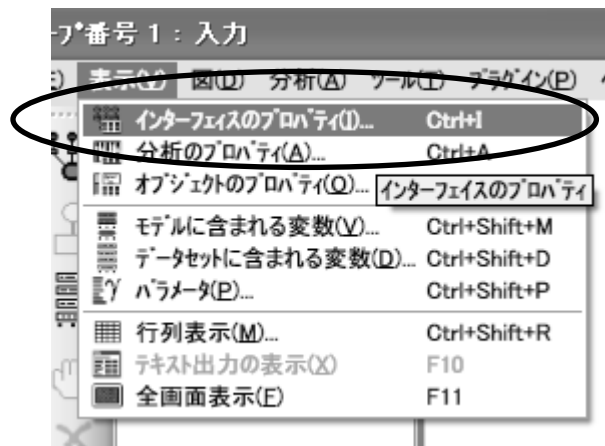 ﾙｰﾌﾟ番号 1 : 入力
表示(V) 図(D) 分析(A) ﾂｰﾙ(T) ﾌﾟﾗｸﾞｲﾝ(P)
ｲﾝﾀｰﾌｪｲｽのﾌﾟﾛﾊﾟﾃｨ(I)... Ctrl+I
分析のﾌﾟﾛﾊﾟﾃｨ(A)... Ctrl+A
ｵﾌﾞｼﾞｪｸﾄのﾌﾟﾛﾊﾟﾃｨ(O)...
ｲﾝﾀｰﾌｪｲｽのﾌﾟﾛﾊﾟﾃｨ
ﾓﾃﾞﾙに含まれる変数(V)... Ctrl+Shift+M
ﾃﾞｰﾀｾｯﾄに含まれる変数(D)... Ctrl+Shift+D
ﾊﾟﾗﾒｰﾀ(P)... Ctrl+Shift+P
行列表示(M)... Ctrl+Shift+R
ﾃｷｽﾄ出力の表示(X) F10
全画面表示(F) F11